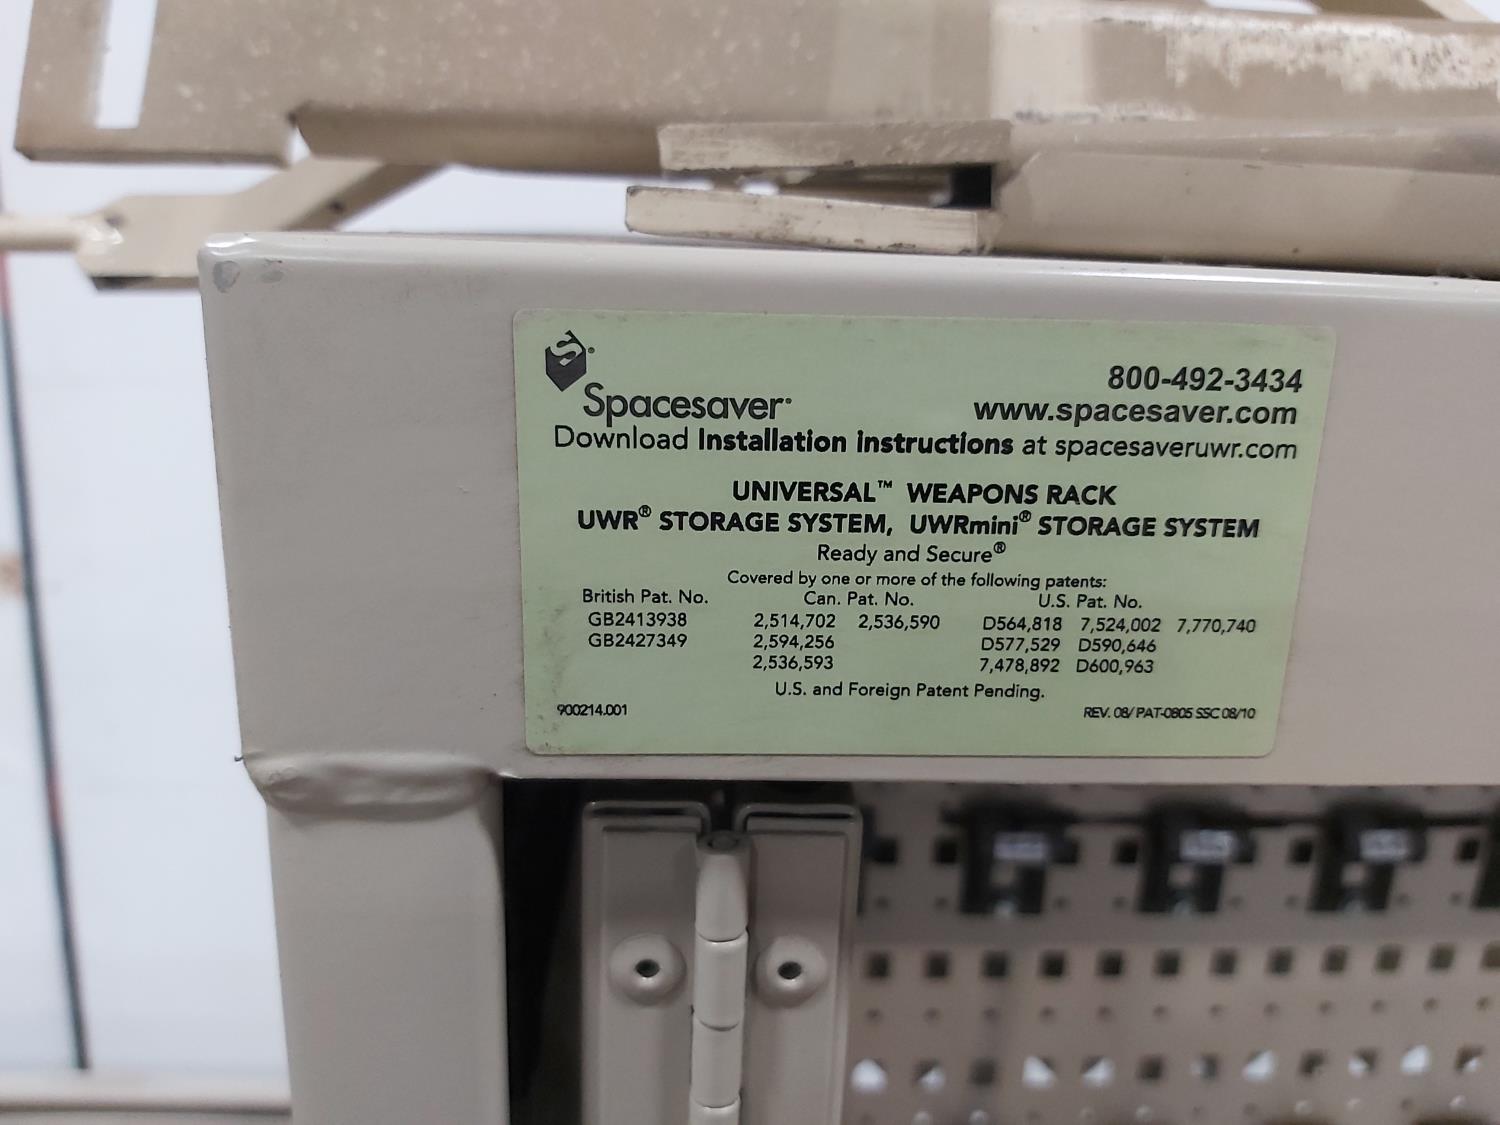 800-492-3434
Spacesaver®
www.spacesaver.com
Download Installation instructions at spacesaveruwr.com
UNIVERSAL™ WEAPONS RACK
UWR® STORAGE SYSTEM, UWRmini® STORAGE SYSTEM
Ready and Secure®
Covered by one or more of the following patents:
British Pat. No. Can. Pat. No. U.S. Pat. No.
GB2413938 2,514,702 2,536,590 D564,818 7,524,002 7,770,740
GB2427349 2,594,256 D577,529 D590,646
2,536,593 7,478,892 D600,963
U.S. and Foreign Patent Pending.
900214.001 REV. 08/ PAT-0805 SSC 08/10